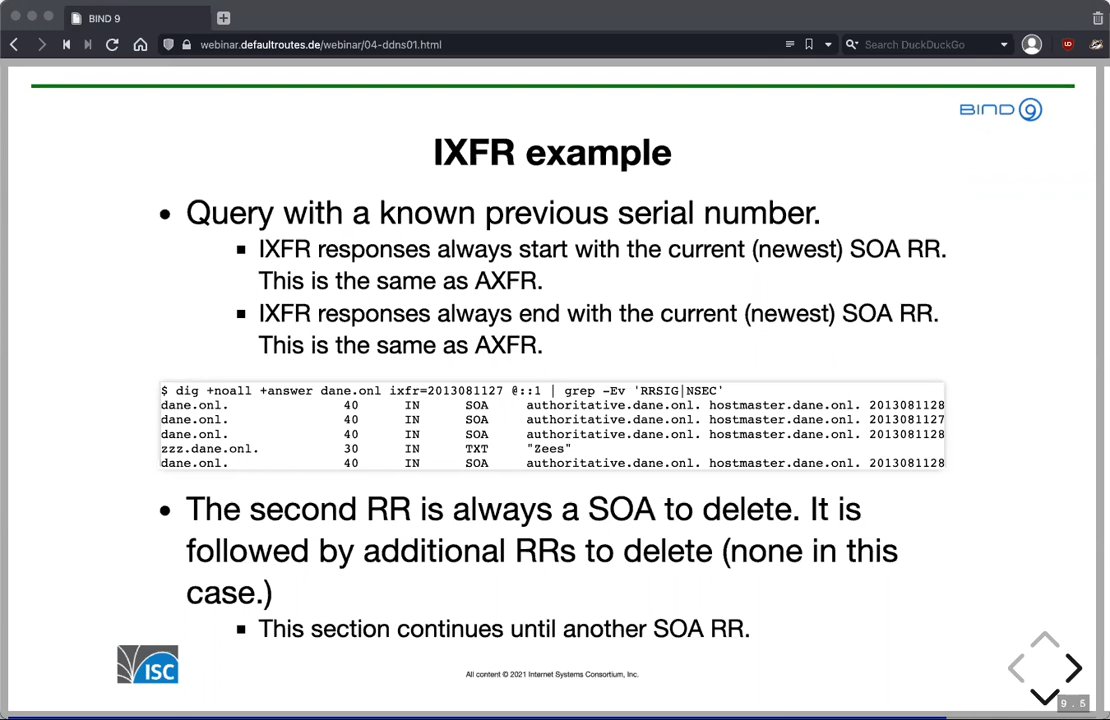 BIND 9
webinar.defaultroutes.de/webinar/04-ddns01.html
Search DuckDuckGo
BIND 9
IXFR example
• Query with a known previous serial number.
▪ IXFR responses always start with the current (newest) SOA RR.
This is the same as AXFR.
▪ IXFR responses always end with the current (newest) SOA RR.
This is the same as AXFR.
$ dig +noall +answer dane.onl ixfr=2013081127 @::1 | grep -Ev 'RRSIG|NSEC'
dane.onl. 40 IN SOA authoritative.dane.onl. hostmaster.dane.onl. 2013081128
dane.onl. 40 IN SOA authoritative.dane.onl. hostmaster.dane.onl. 2013081127
dane.onl. 40 IN SOA authoritative.dane.onl. hostmaster.dane.onl. 2013081128
zzz.dane.onl. 30 IN TXT "Zees"
dane.onl. 40 IN SOA authoritative.dane.onl. hostmaster.dane.onl. 2013081128
• The second RR is always a SOA to delete. It is
followed by additional RRs to delete (none in this
case.)
▪ This section continues until another SOA RR.
ISC
All content © 2021 Internet Systems Consortium, Inc.
9.5